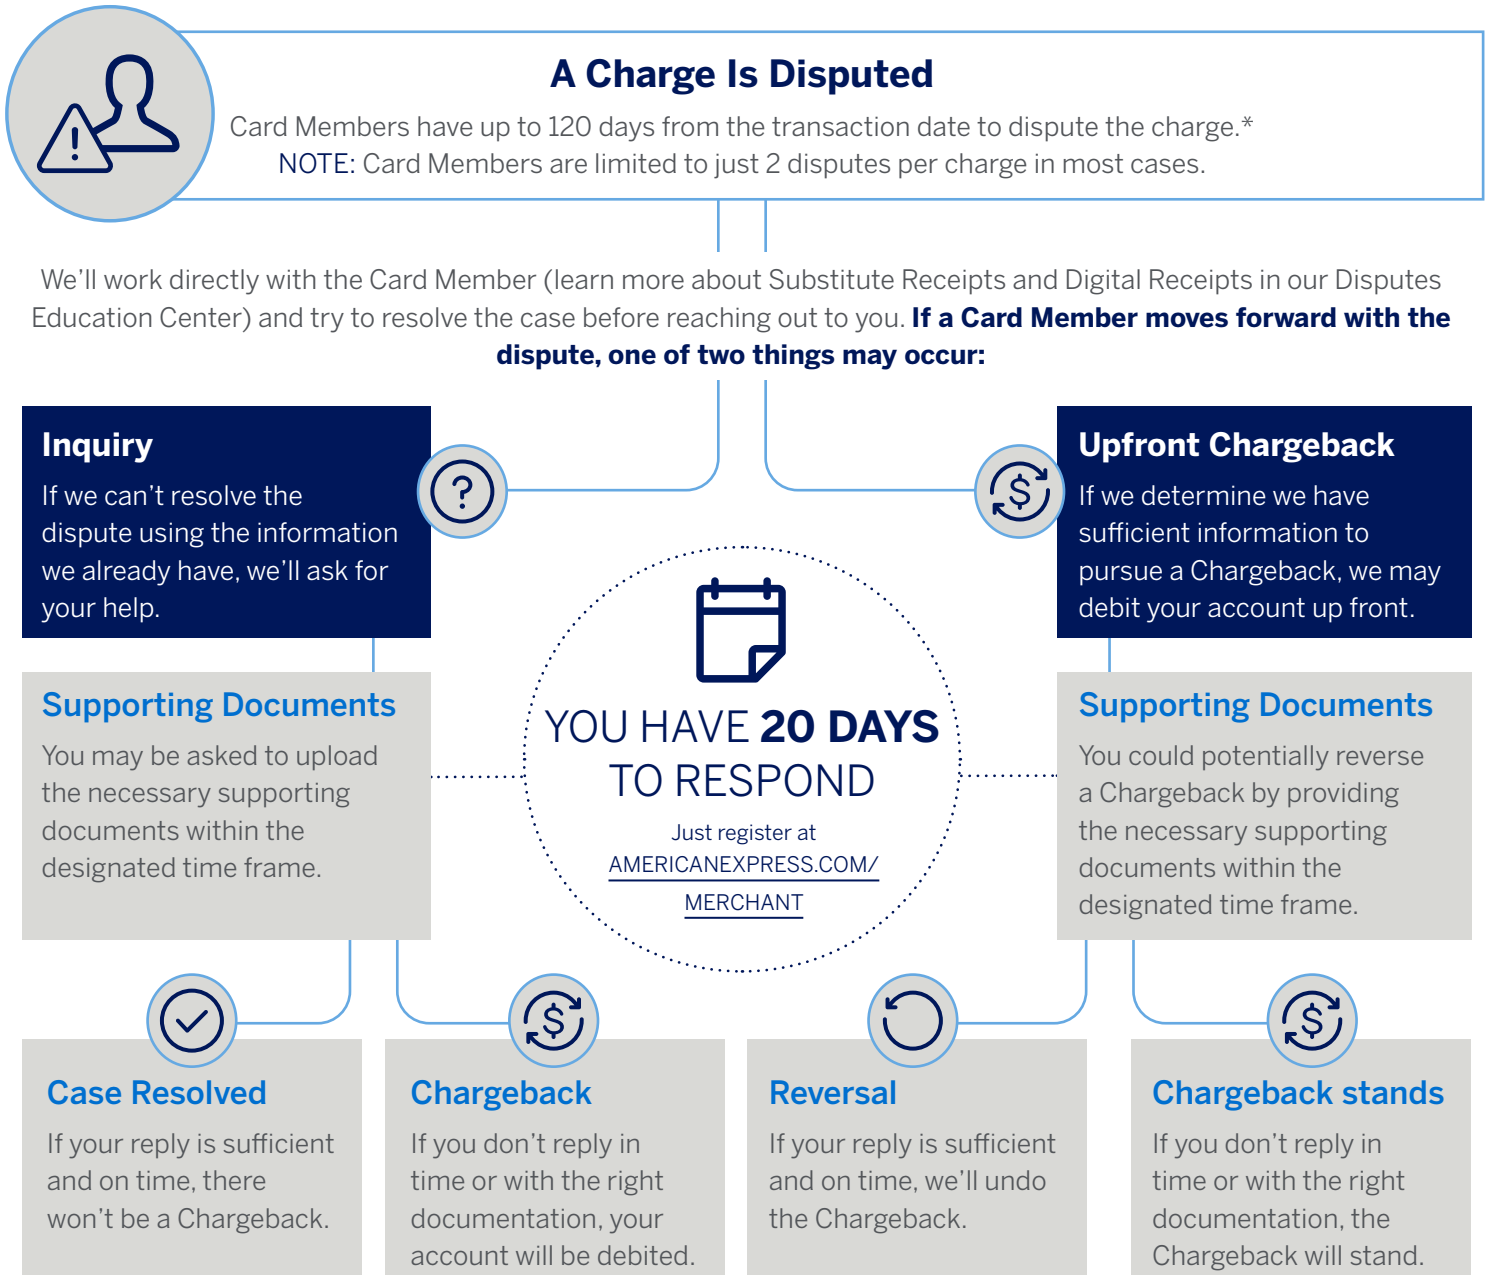 A Charge Is Disputed
Card Members have up to 120 days from the transaction date to dispute the charge.*
NOTE: Card Members are limited to just 2 disputes per charge in most cases.
We'll work directly with the Card Member (learn more about Substitute Receipts and Digital Receipts in our Disputes
Education Center) and try to resolve the case before reaching out to you. If a Card Member moves forward with the
dispute, one of two things may occur:
Inquiry
If we can't resolve the
dispute using the information
we already have, we'll ask for
your help.
?
$
Upfront Chargeback
If we determine we have
sufficient information to
pursue a Chargeback, we may
debit your account up front.
Supporting Documents
You may be asked to upload
the necessary supporting
documents within the
designated time frame.
YOU HAVE 20 DAYS
TO RESPOND
Just register at
AMERICANEXPRESS.COM/
MERCHANT
Supporting Documents
You could potentially reverse
a Chargeback by providing
the necessary supporting
documents within the
designated time frame.
$
$
Case Resolved
If your reply is sufficient
and on time, there
won't be a Chargeback.
Chargeback
If you don't reply in
time or with the right
documentation, your
account will be debited.
Reversal
If your reply is sufficient
and on time, we'll undo
the Chargeback.
Chargeback stands
If you don't reply in
time or with the right
documentation, the
Chargeback will stand.